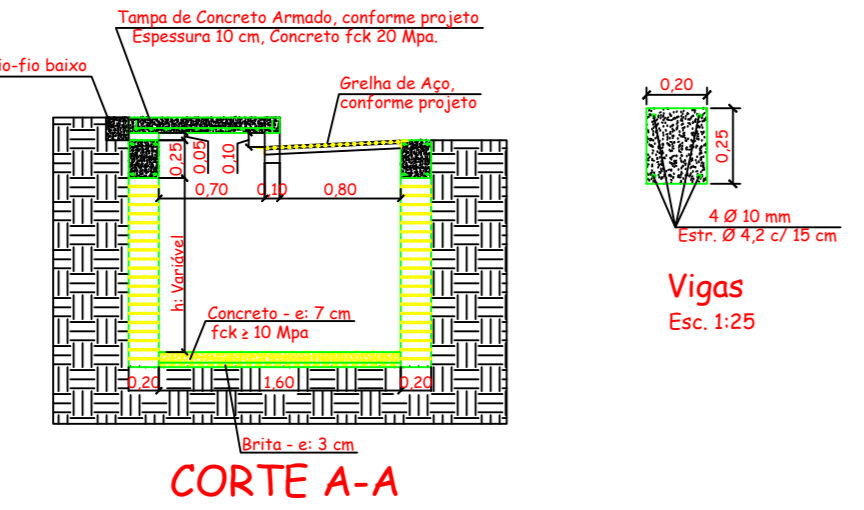 Tampa de Concreto Armado, conforme projeto
Espessura 10 cm, Concreto fck 20 Mpa.
io-fio baixo
Grelha de Aço,
conforme projeto
0,25
0,05
0,10
0,70
0,10
0,80
h: Variável
Concreto - e: 7 cm
fck ≥ 10 Mpa
0,20
1,60
0,20
Brita - e: 3 cm
CORTE A-A
0,20
0,25
4 Ø 10 mm
Estr. Ø 4,2 c/ 15 cm
Vigas
Esc. 1:25